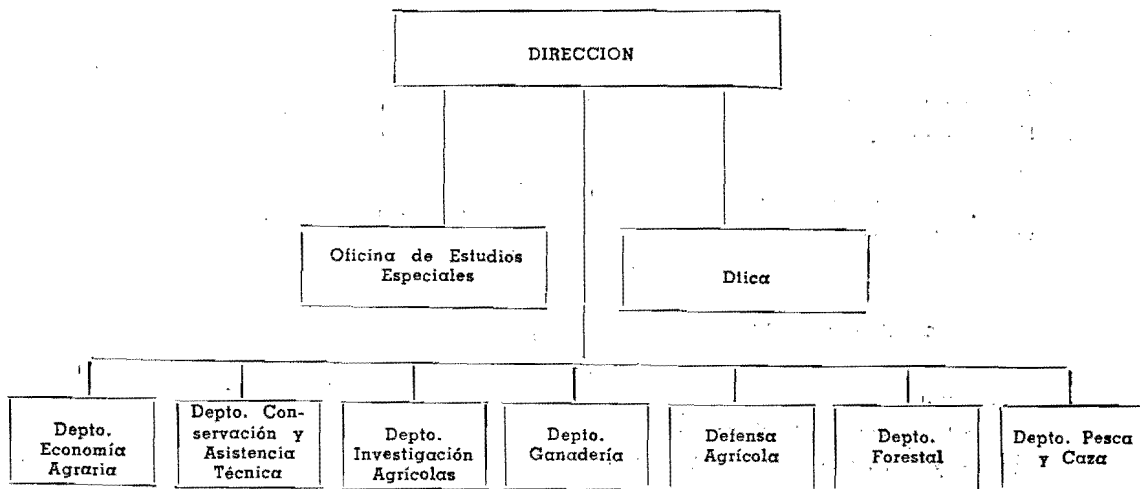 DIRECCION
Oficina de Estudios
Especiales
Dtica
Depto.
Economía
Agraria
Depto. Con-
servación y
Asistencia
Técnica
Depto.
Investigación
Agrícolas
Depto.
Ganadería
Defensa
Agrícola
Depto.
Forestal
Depto. Pesca
y Caza